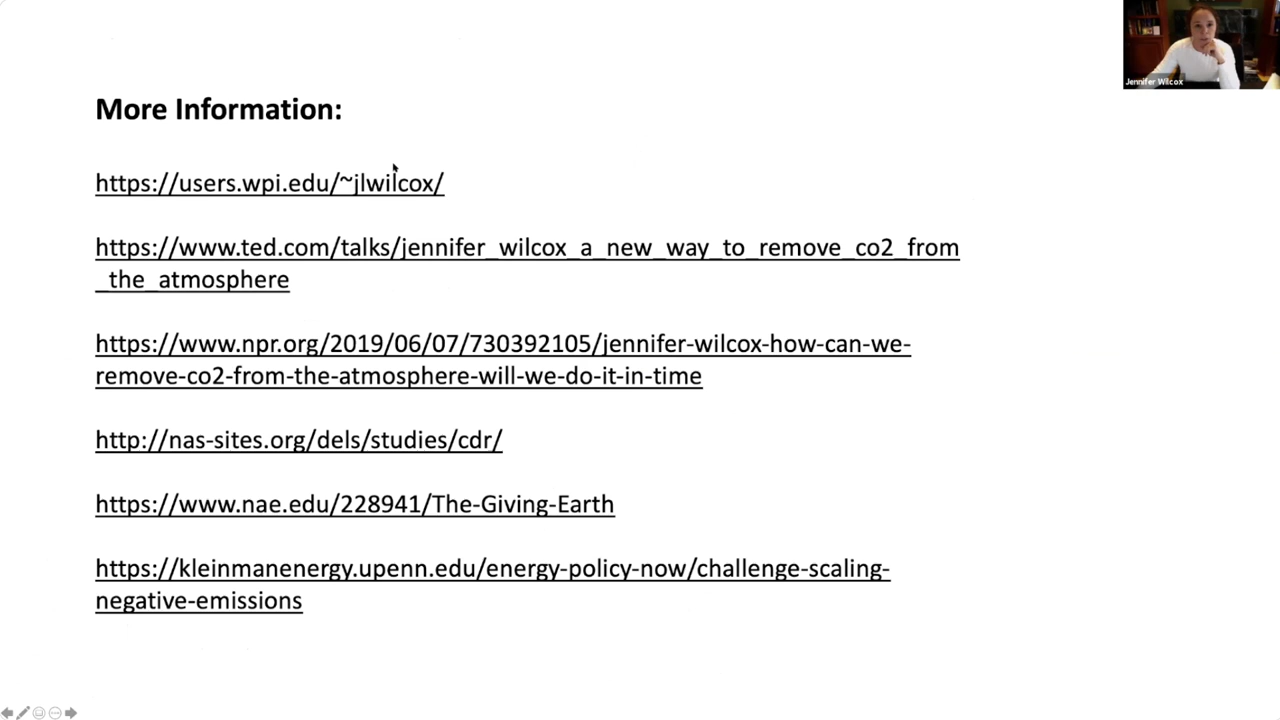 Jennifer Wilcox
More Information:
https://users.wpi.edu/~jlwilcox/
https://www.ted.com/talks/jennifer_wilcox_a_new_way_to_remove_co2_from
_the_atmosphere
https://www.npr.org/2019/06/07/730392105/jennifer-wilcox-how-can-we-
remove-co2-from-the-atmosphere-will-we-do-it-in-time
http://nas-sites.org/dels/studies/cdr/
https://www.nae.edu/228941/The-Giving-Earth
https://kleinmanenergy.upenn.edu/energy-policy-now/challenge-scaling-
negative-emissions